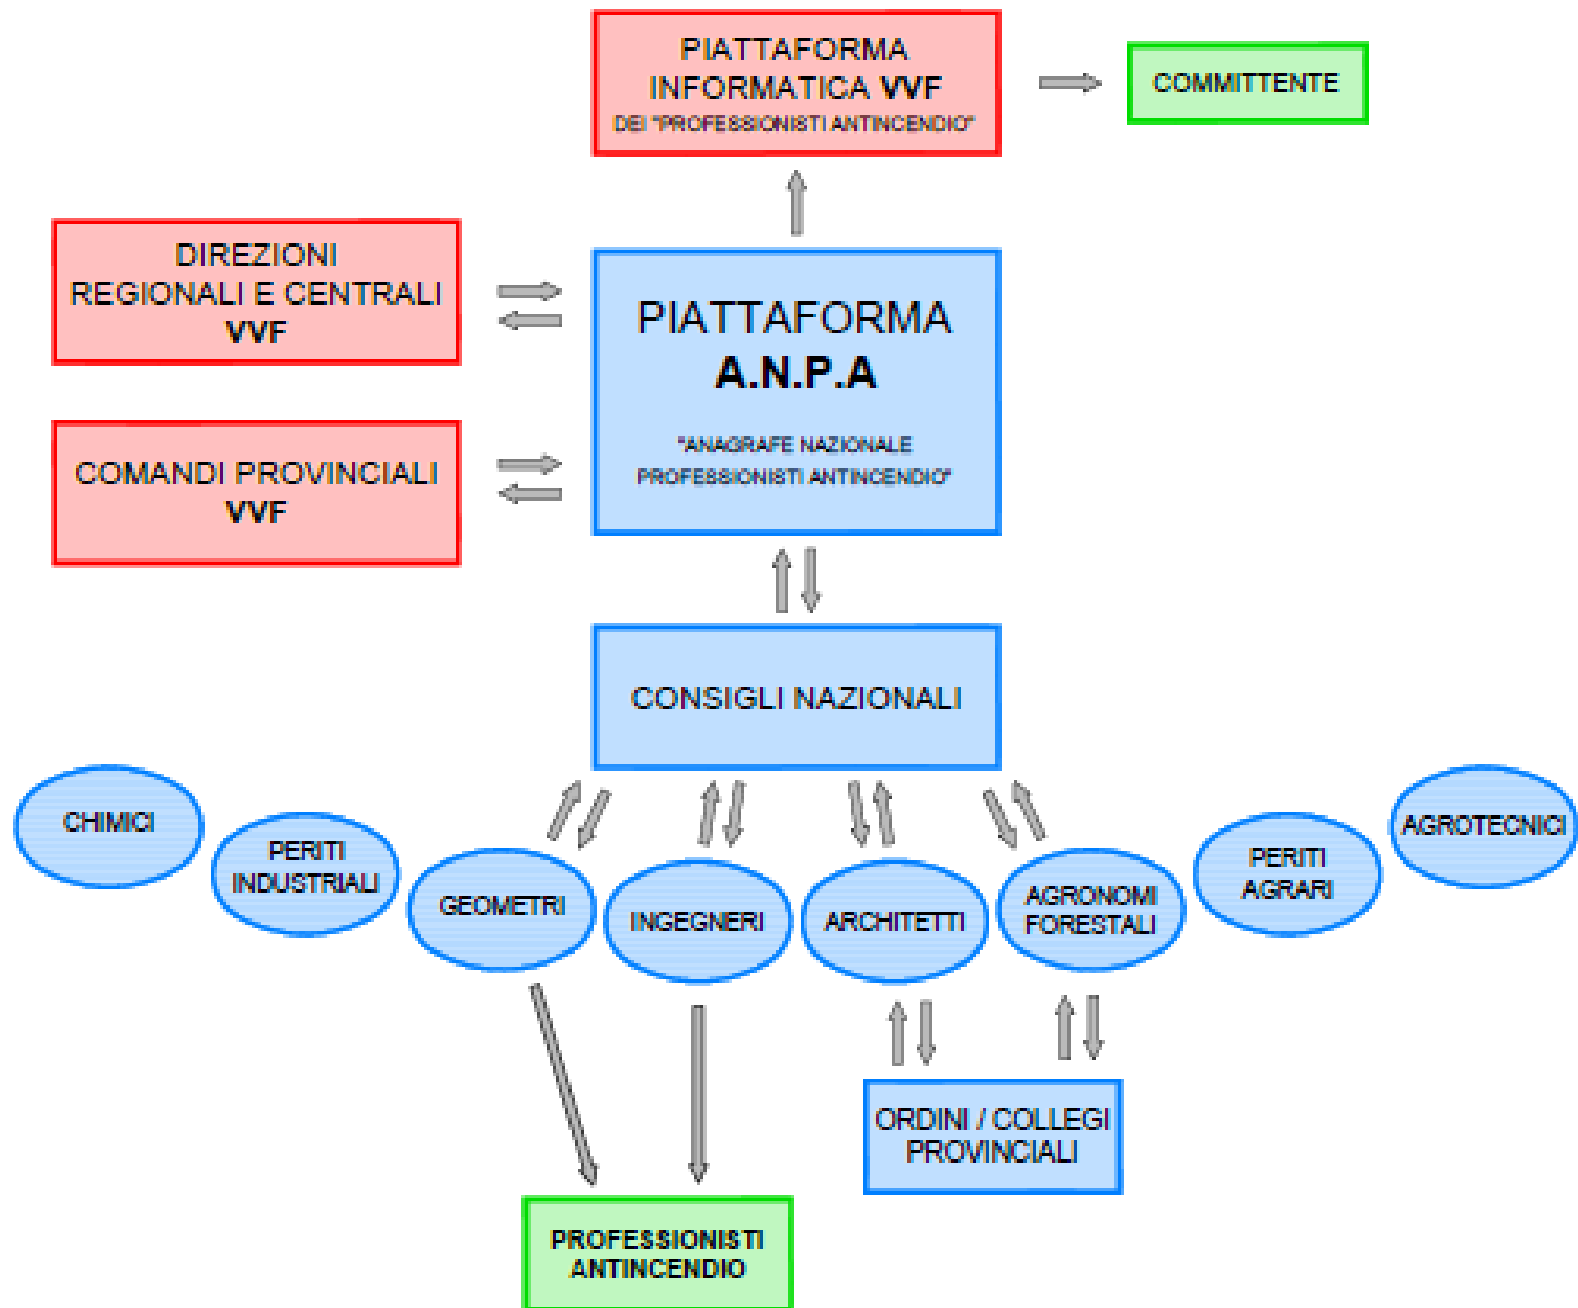 PIATTAFORMA
INFORMATICA VVF
DEI "PROFESSIONISTI ANTINCENDIO"
COMMITTENTE
DIREZIONI
REGIONALI E CENTRALI
VVF
PIATTAFORMA
A.N.P.A
"ANAGRAFE NAZIONALE
PROFESSIONISTI ANTINCENDIO"
COMANDI PROVINCIALI
VVF
CONSIGLI NAZIONALI
CHIMICI
PERITI
INDUSTRIALI
GEOMETRI
INGEGNERI
ARCHITETTI
AGRONOMI
FORESTALI
PERITI
AGRARI
AGROTECNICI
ORDINI / COLLEGI
PROVINCIALI
PROFESSIONISTI
ANTINCENDIO